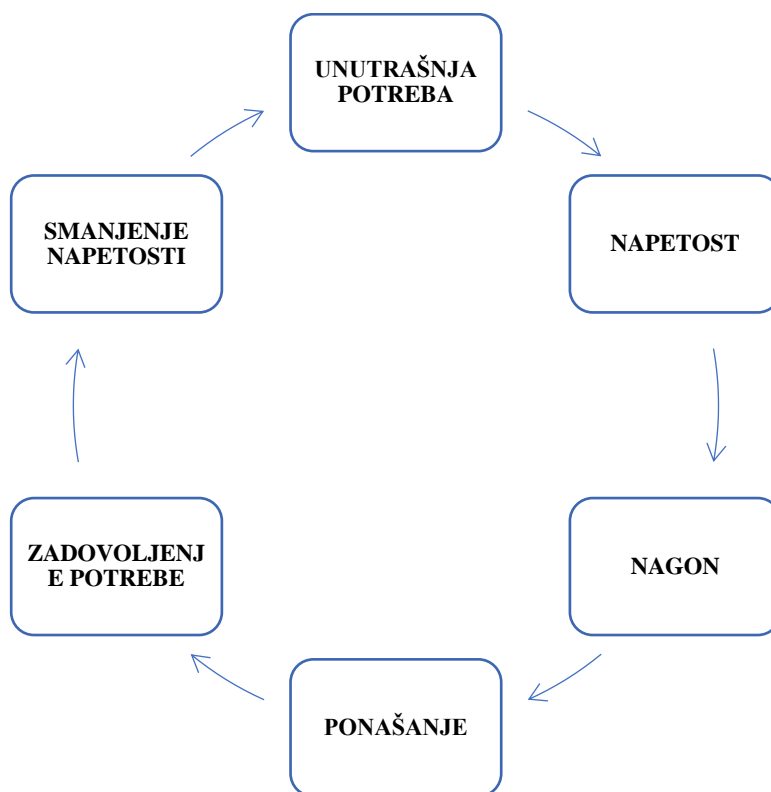 UNUTRAŠNJA
POTREBA
NAPETOST
NAGON
PONAŠANJE
ZADOVOLJENJ
E POTREBE
SMANJENJE
NAPETOSTI